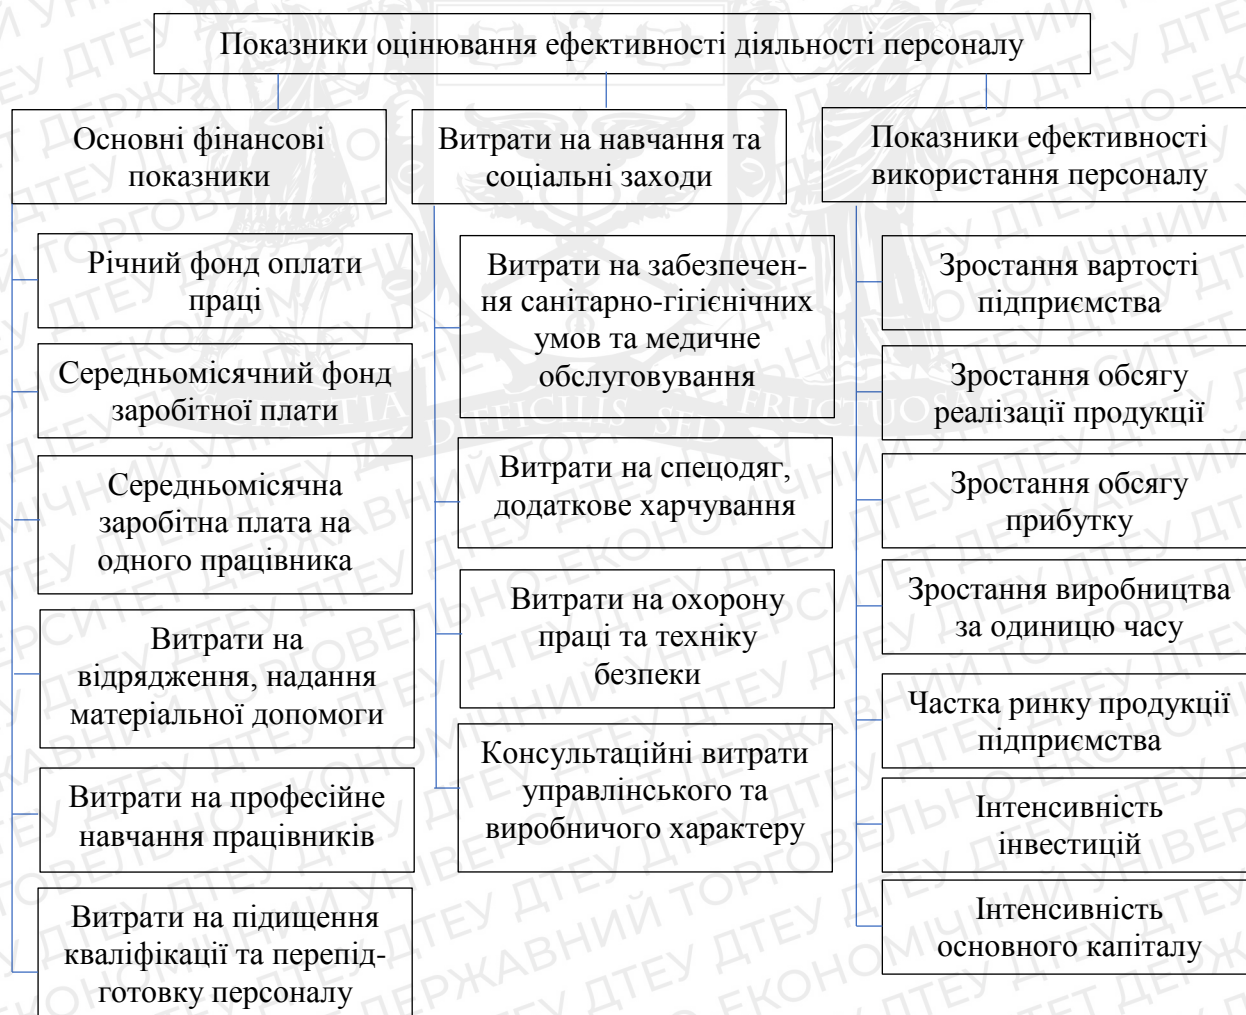 Показники оцінювання ефективності діяльності персоналу
Основні фінансові
показники
Річний фонд оплати
праці
Середньомісячний фонд
заробітної плати
Середньомісячна
заробітна плата на
одного працівника
Витрати на
відрядження, надання
матеріальної допомоги
Витрати на професійне
навчання працівників
Витрати на підищення
кваліфікації та перепід-
готовку персоналу
Витрати на навчання та
соціальні заходи
Витрати на забезпечен-
ня санітарно-гігієнічних
умов та медичне
обслуговування
Витрати на спецодяг,
додаткове харчування
Витрати на охорону
праці та техніку
безпеки
Консультаційні витрати
управлінського та
виробничого характеру
Показники ефективності
використання персоналу
Зростання вартості
підприємства
Зростання обсягу
реалізації продукції
Зростання обсягу
прибутку
Зростання виробництва
за одиницю часу
Частка ринку продукції
підприємства
Інтенсивність
інвестицій
Інтенсивність
основного капіталу
SCIENTIA DIFFICILIS SED FRUCTUOSA